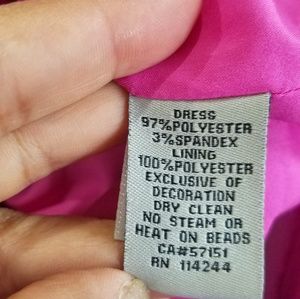 DRESS
97%POLYESTER
3%SPANDEX
LINING
100%POLYESTER
EXCLUSIVE OF
DECORATION
DRY CLEAN
NO STEAM OR
HEAT ON BEADS
CA#57151
RN 114244